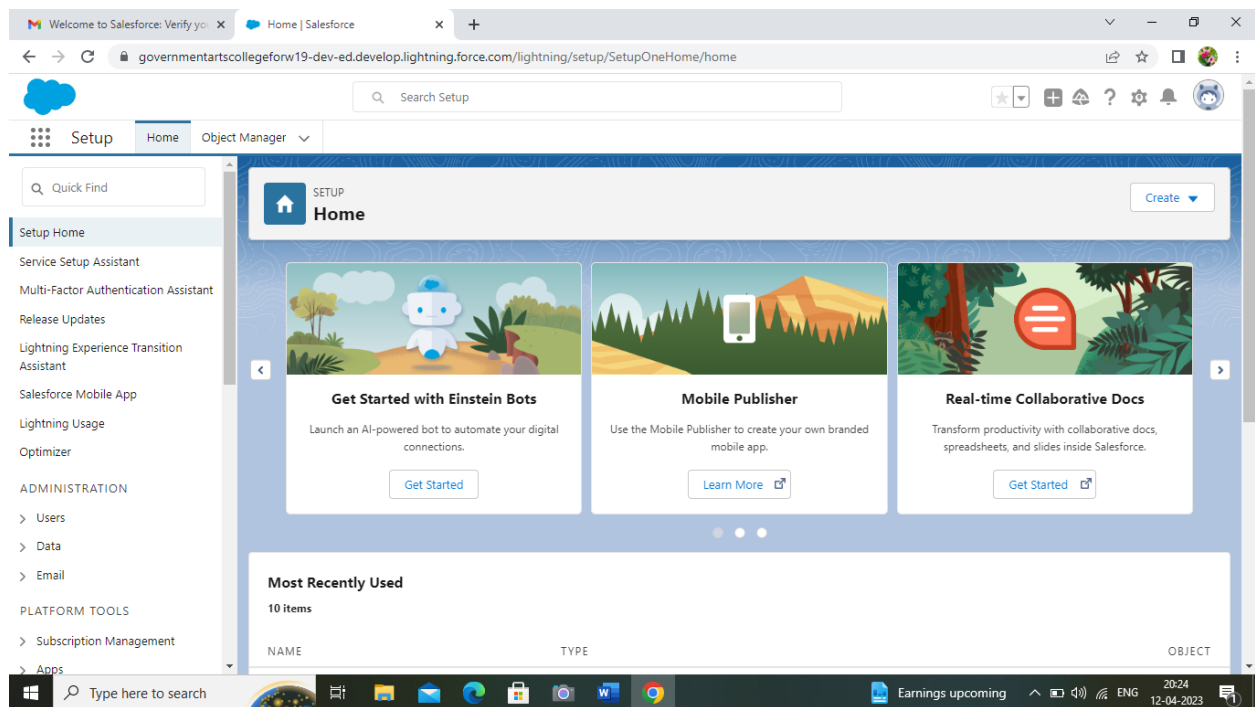 Welcome to Salesforce: Verify yo
Home | Salesforce
governmentartscollegeforw19-dev-ed.develop.lightning.force.com/lightning/setup/SetupOneHome/home
Search Setup
Setup
Home
Object Manager
Quick Find
Setup Home
Service Setup Assistant
Multi-Factor Authentication Assistant
Release Updates
Lightning Experience Transition
Assistant
Salesforce Mobile App
Lightning Usage
Optimizer
ADMINISTRATION
Users
Data
Email
PLATFORM TOOLS
Subscription Management
Apps
SETUP
Home
Create
Get Started with Einstein Bots
Launch an AI-powered bot to automate your digital
connections.
Get Started
Mobile Publisher
Use the Mobile Publisher to create your own branded
mobile app.
Learn More
Real-time Collaborative Docs
Transform productivity with collaborative docs,
spreadsheets, and slides inside Salesforce.
Get Started
Most Recently Used
10 items
NAME TYPE OBJECT
Type here to search
Earnings upcoming
ENG
20:24
12-04-2023
1